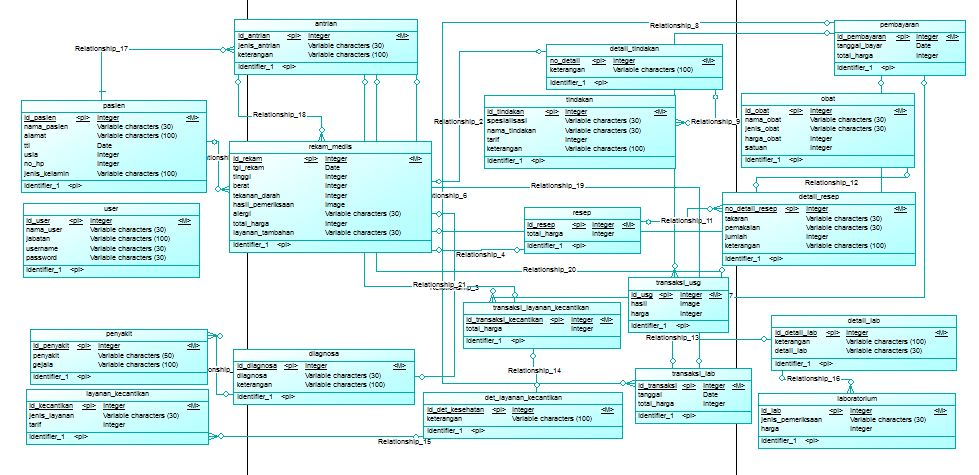 antrian
id_antrian <pi> Integer <M>
jenis_antrian Variable characters (30)
keterangan Variable characters (100)
Identifier_1 <pi>
Relationship_17
Relationship_8
pembayaran
id_pembayaran <pi> Integer <M>
tanggal_bayar Date
total_harga Integer
Identifier_1 <pi>
detail_tindakan
no_detail <pi> Integer <M>
keterangan Variable characters (100)
Identifier_1 <pi>
pasien
id_pasien <pi> Integer <M>
nama_pasien Variable characters (30)
alamat Variable characters (100)
ttl Date
usia Integer
no_hp Integer
jenis_kelamin Variable characters (100)
Identifier_1 <pi>
Relationship_18
Relationship_2
tindakan
id_tindakan <pi> Integer <M>
spesialisasi Variable characters (30)
nama_tindakan Variable characters (30)
tarif Integer
keterangan Variable characters (100)
Identifier_1 <pi>
Relationship_9
obat
id_obat <pi> Integer <M>
nama_obat Variable characters (30)
jenis_obat Variable characters (30)
harga_obat Integer
satuan Integer
Identifier_1 <pi>
rekam_medis
id_rekam <pi> Integer <M>
tgl_rekam Date
tinggi Integer
berat Integer
tekanan_darah Integer
hasil_pemeriksaan Image
alergi Variable characters (30)
total_harga Integer
layanan_tambahan Variable characters (30)
Identifier_1 <pi>
Relationship_19
Relationship_6
Relationship_12
user
id_user <pi> Integer <M>
nama_user Variable characters (30)
jabatan Variable characters (100)
username Variable characters (30)
password Variable characters (30)
Identifier_1 <pi>
resep
id_resep <pi> Integer <M>
total_harga Integer
Identifier_1 <pi>
Relationship_11
detail_resep
no_detail_resep <pi> Integer <M>
takaran Variable characters (30)
pemakaian Variable characters (30)
jumlah Integer
keterangan Variable characters (100)
Identifier_1 <pi>
Relationship_4
Relationship_20
Relationship_21
transaksi_usg
id_usg <pi> Integer <M>
hasil Image
harga Integer
Identifier_1 <pi>
transaksi_layanan_kecantikan
id_transaksi_kecantikan <pi> Integer <M>
total_harga Integer
Identifier_1 <pi>
Relationship_13
detail_lab
id_detail_lab <pi> Integer <M>
keterangan Variable characters (100)
detail_lab Variable characters (30)
Identifier_1 <pi>
penyakit
id_penyakit <pi> Integer <M>
penyakit Variable characters (50)
gejala Variable characters (100)
Identifier_1 <pi>
diagnosa
id_diagnosa <pi> Integer <M>
diagnosa Variable characters (30)
keterangan Variable characters (100)
Identifier_1 <pi>
Relationship_14
transaksi_lab
id_transaksi <pi> Integer <M>
tanggal Date
total_harga Integer
Identifier_1 <pi>
Relationship_16
layanan_kecantikan
id_kecantikan <pi> Integer <M>
jenis_layanan Variable characters (30)
tarif Integer
Identifier_1 <pi>
det_layanan_kecantikan
id_det_kesehatan <pi> Integer <M>
keterangan Variable characters (100)
Identifier_1 <pi>
Relationship_15
laboratorium
id_lab <pi> Integer <M>
jenis_pemeriksaan Variable characters (30)
harga Integer
Identifier_1 <pi>